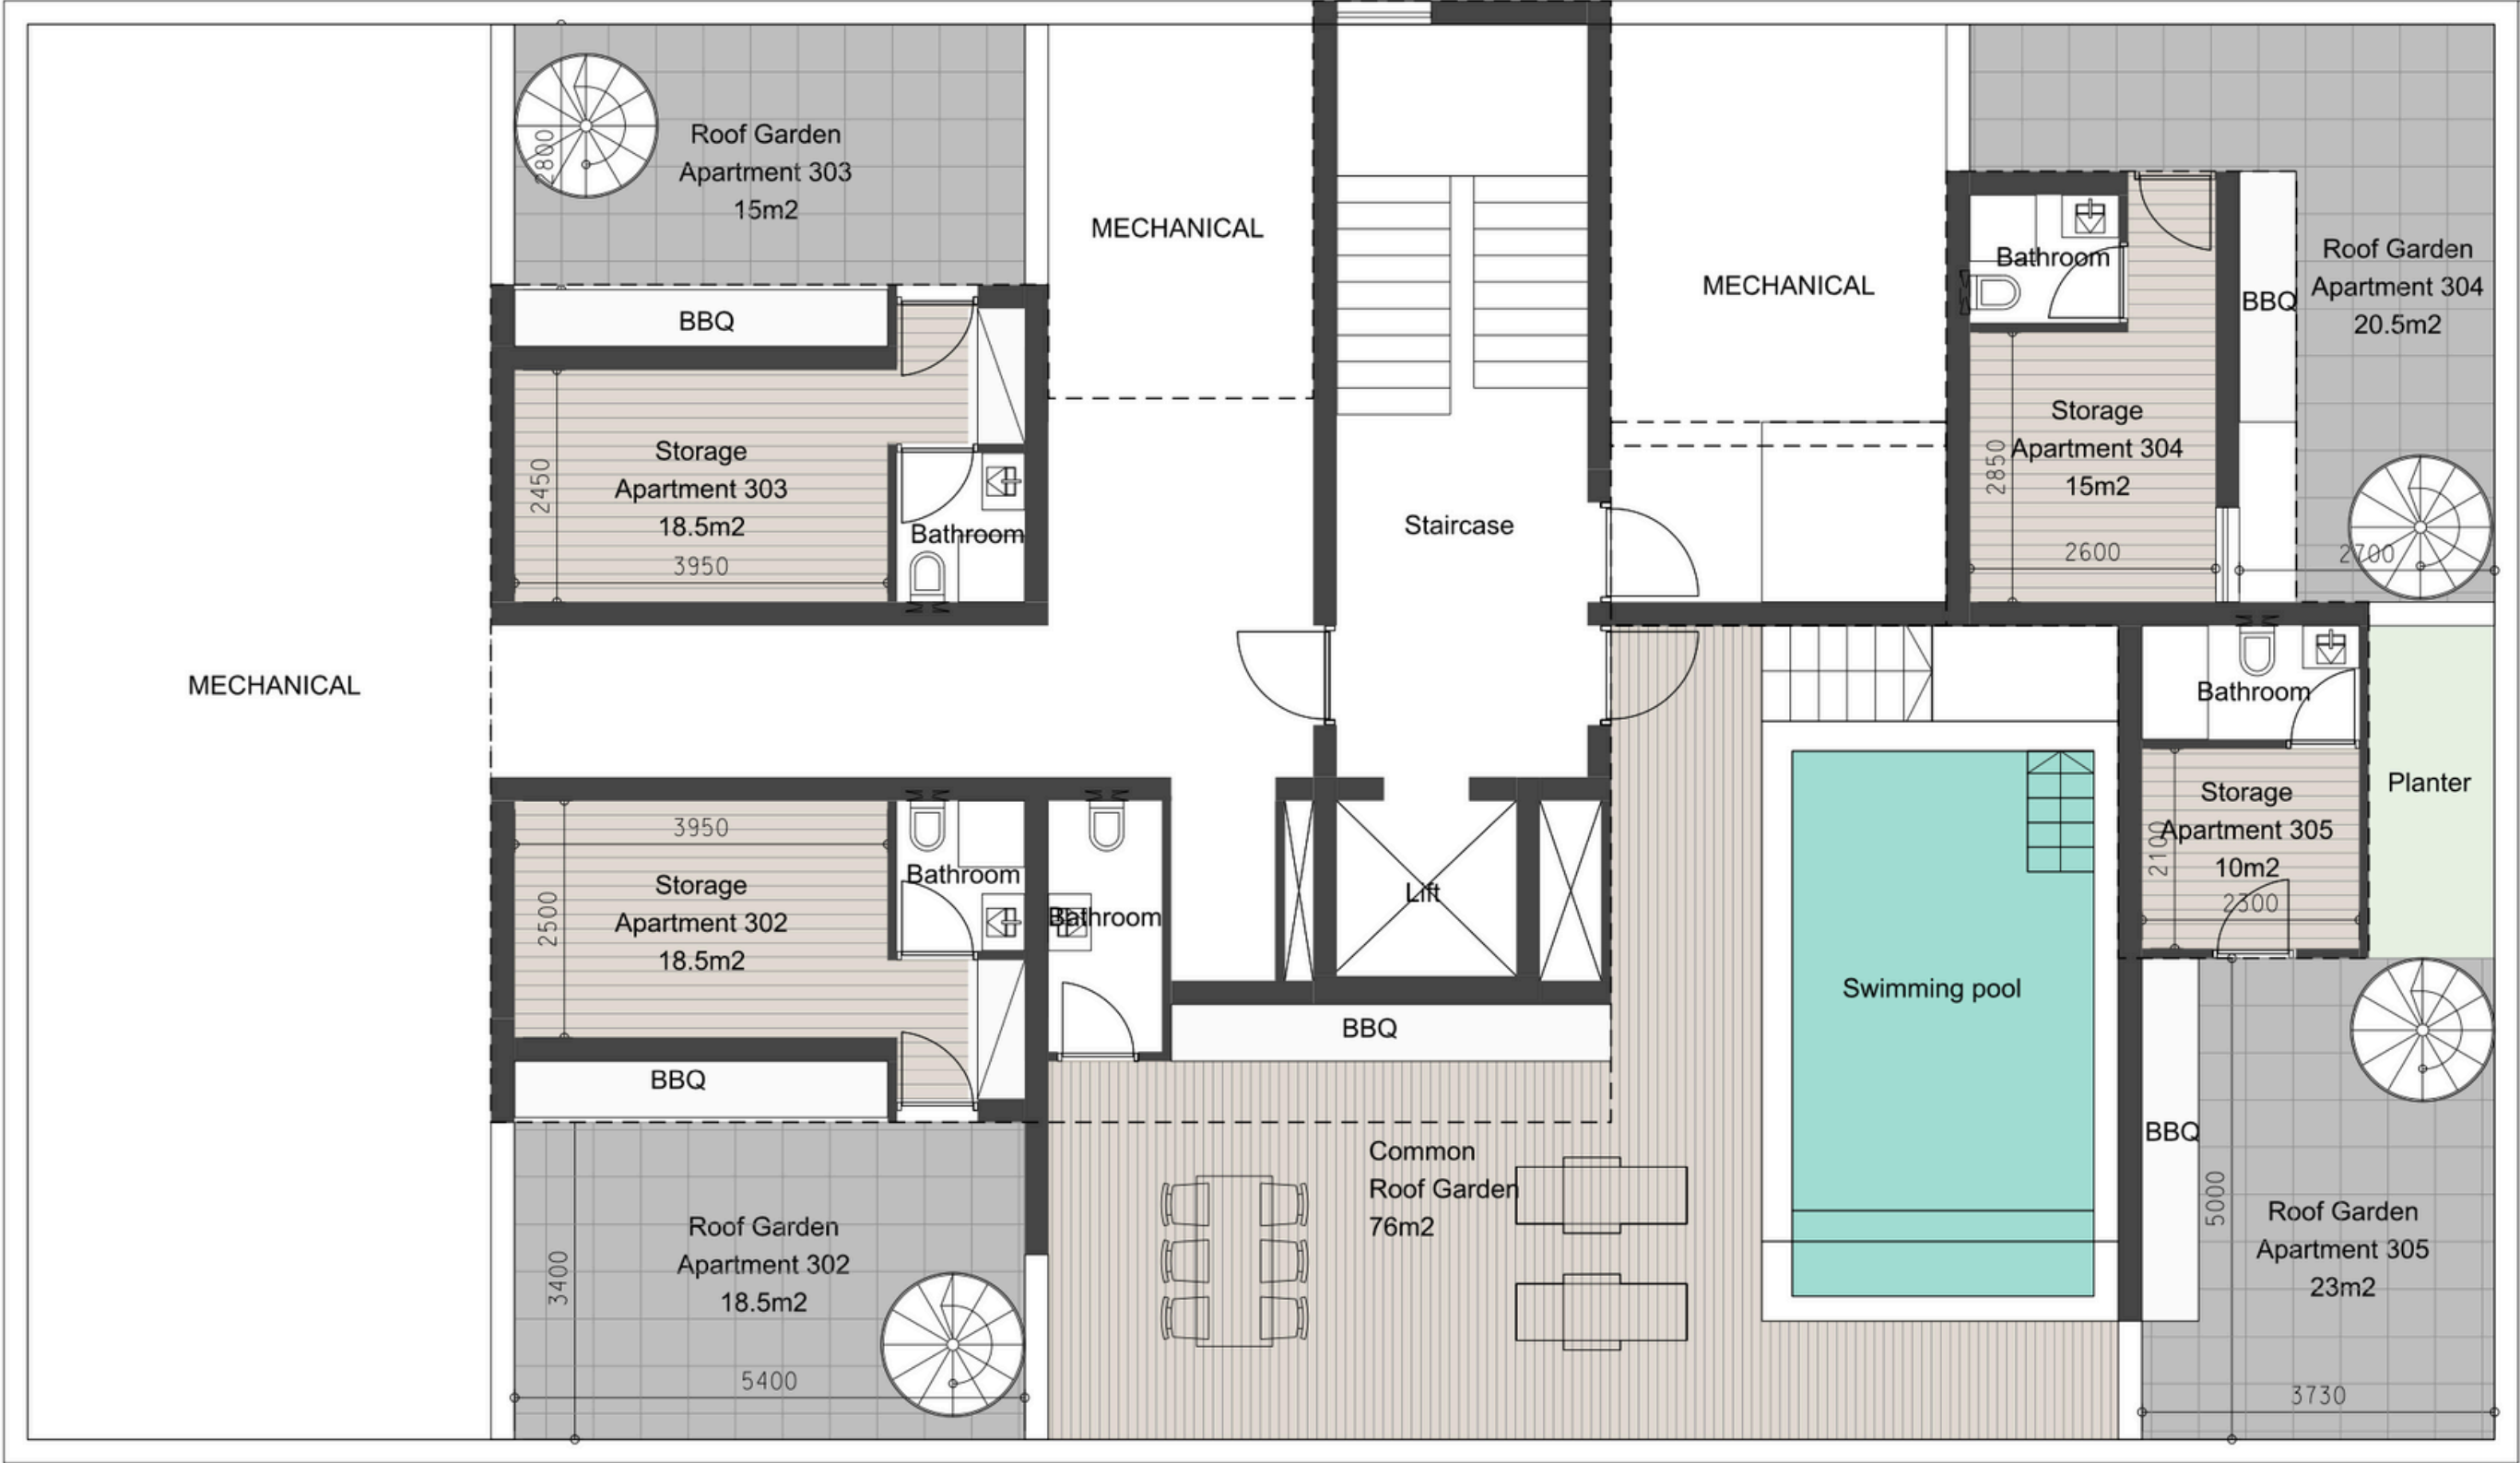 Roof Garden
Apartment 303
15m2
2800
MECHANICAL
MECHANICAL
Bathroom
BBQ
Roof Garden
Apartment 304
20.5m2
BBQ
Storage
Apartment 303
18.5m2
2450
3950
Bathroom
Staircase
Storage
Apartment 304
15m2
2850
2600
2700
MECHANICAL
Bathroom
Planter
Storage
Apartment 305
10m2
2100
2300
3950
Storage
Apartment 302
18.5m2
2500
Bathroom
Bathroom
Lift
Swimming pool
BBQ
BBQ
BBQ
Common
Roof Garden
76m2
Roof Garden
Apartment 302
18.5m2
3400
5400
5000
Roof Garden
Apartment 305
23m2
3730